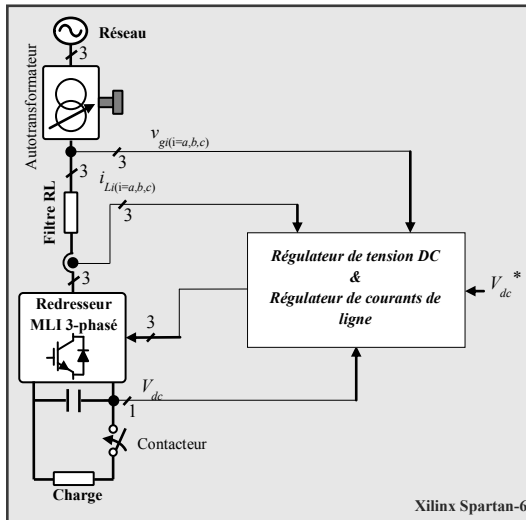 Réseau
3
Autotransformateur
v_gi(i=a,b,c)
3
3
i_Li(i=a,b,c)
3
Filtre RL
3
Régulateur de tension DC
&
Régulateur de courants de
ligne
V_dc*
Redresseur
MLI 3-phasé
3
V_dc
1
Contacteur
Charge
Xilinx Spartan-6